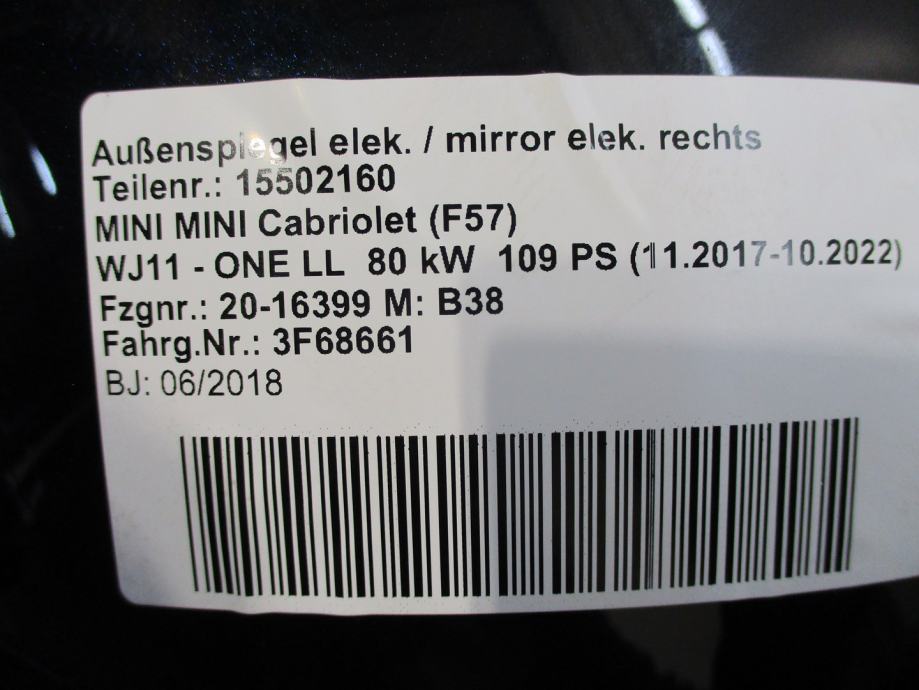 Außenspiegel elek. / mirror elek. rechts
Teilenr.: 15502160
MINI MINI Cabriolet (F57)
WJ11 - ONE LL 80 kW 109 PS (11.2017-10.2022)
Fzgnr.: 20-16399 M: B38
Fahrg.Nr.: 3F68661
BJ: 06/2018